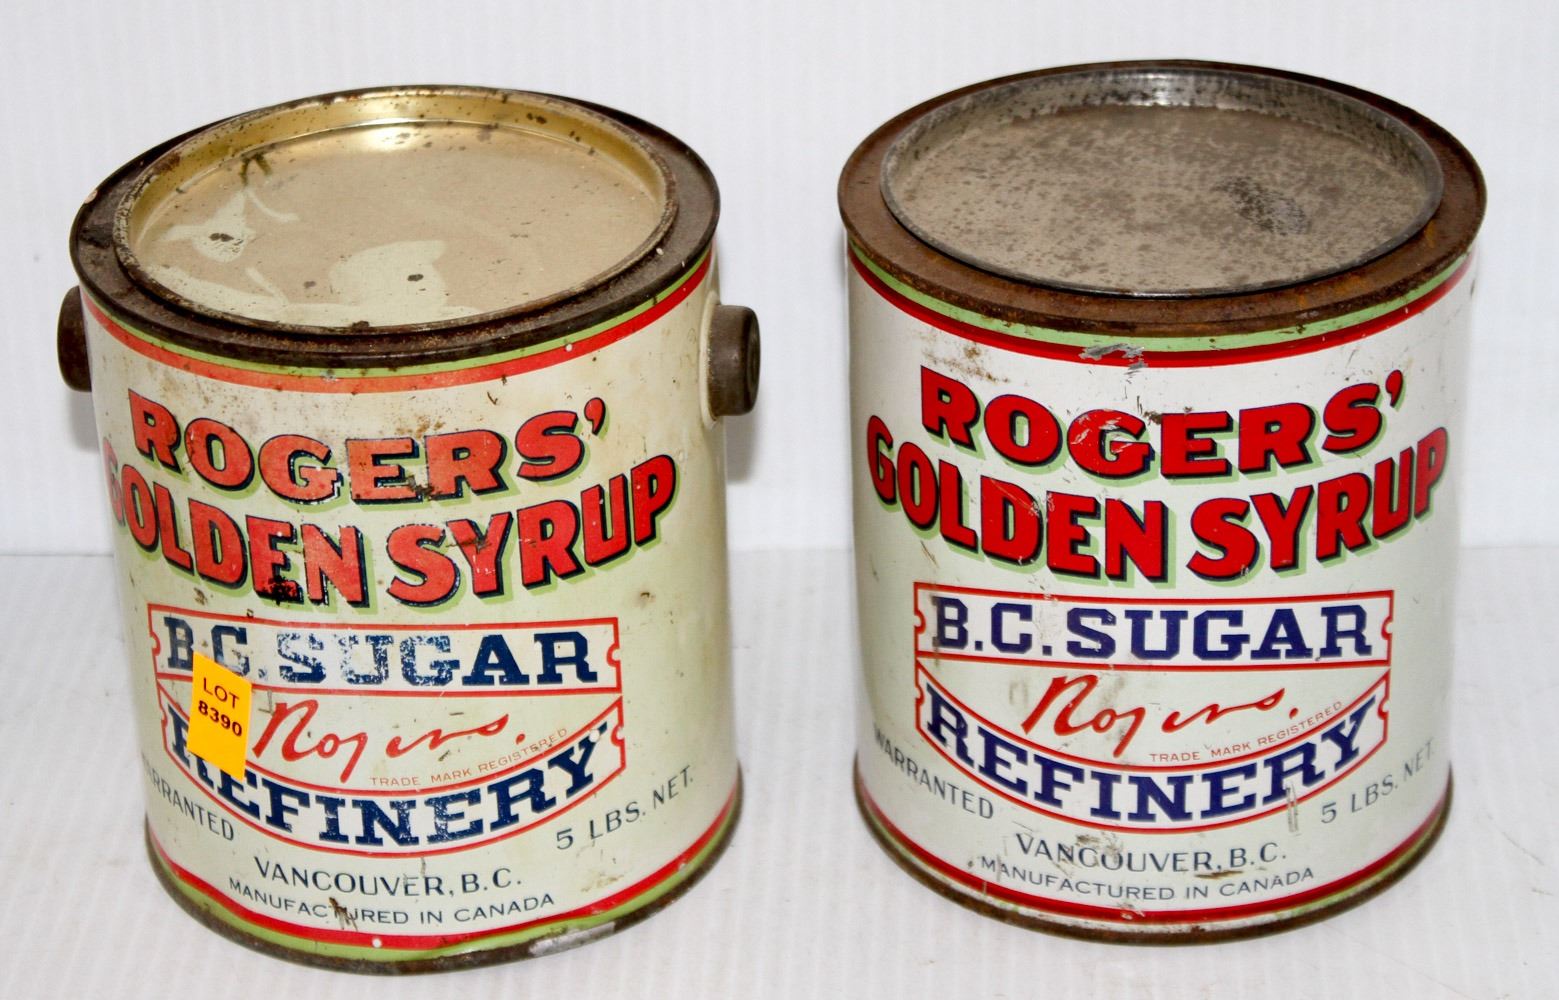 ROGERS'
GOLDEN SYRUP
B.C. SUGAR
Rogers.
TRADE MARK REGISTERED
REFINERY
LOT
8390
WARRANTED
5 LBS. NET.
VANCOUVER, B.C.
MANUFACTURED IN CANADA
ROGERS'
GOLDEN SYRUP
B.C. SUGAR
Rogers.
TRADE MARK REGISTERED
REFINERY
WARRANTED
5 LBS. NET.
VANCOUVER, B.C.
MANUFACTURED IN CANADA